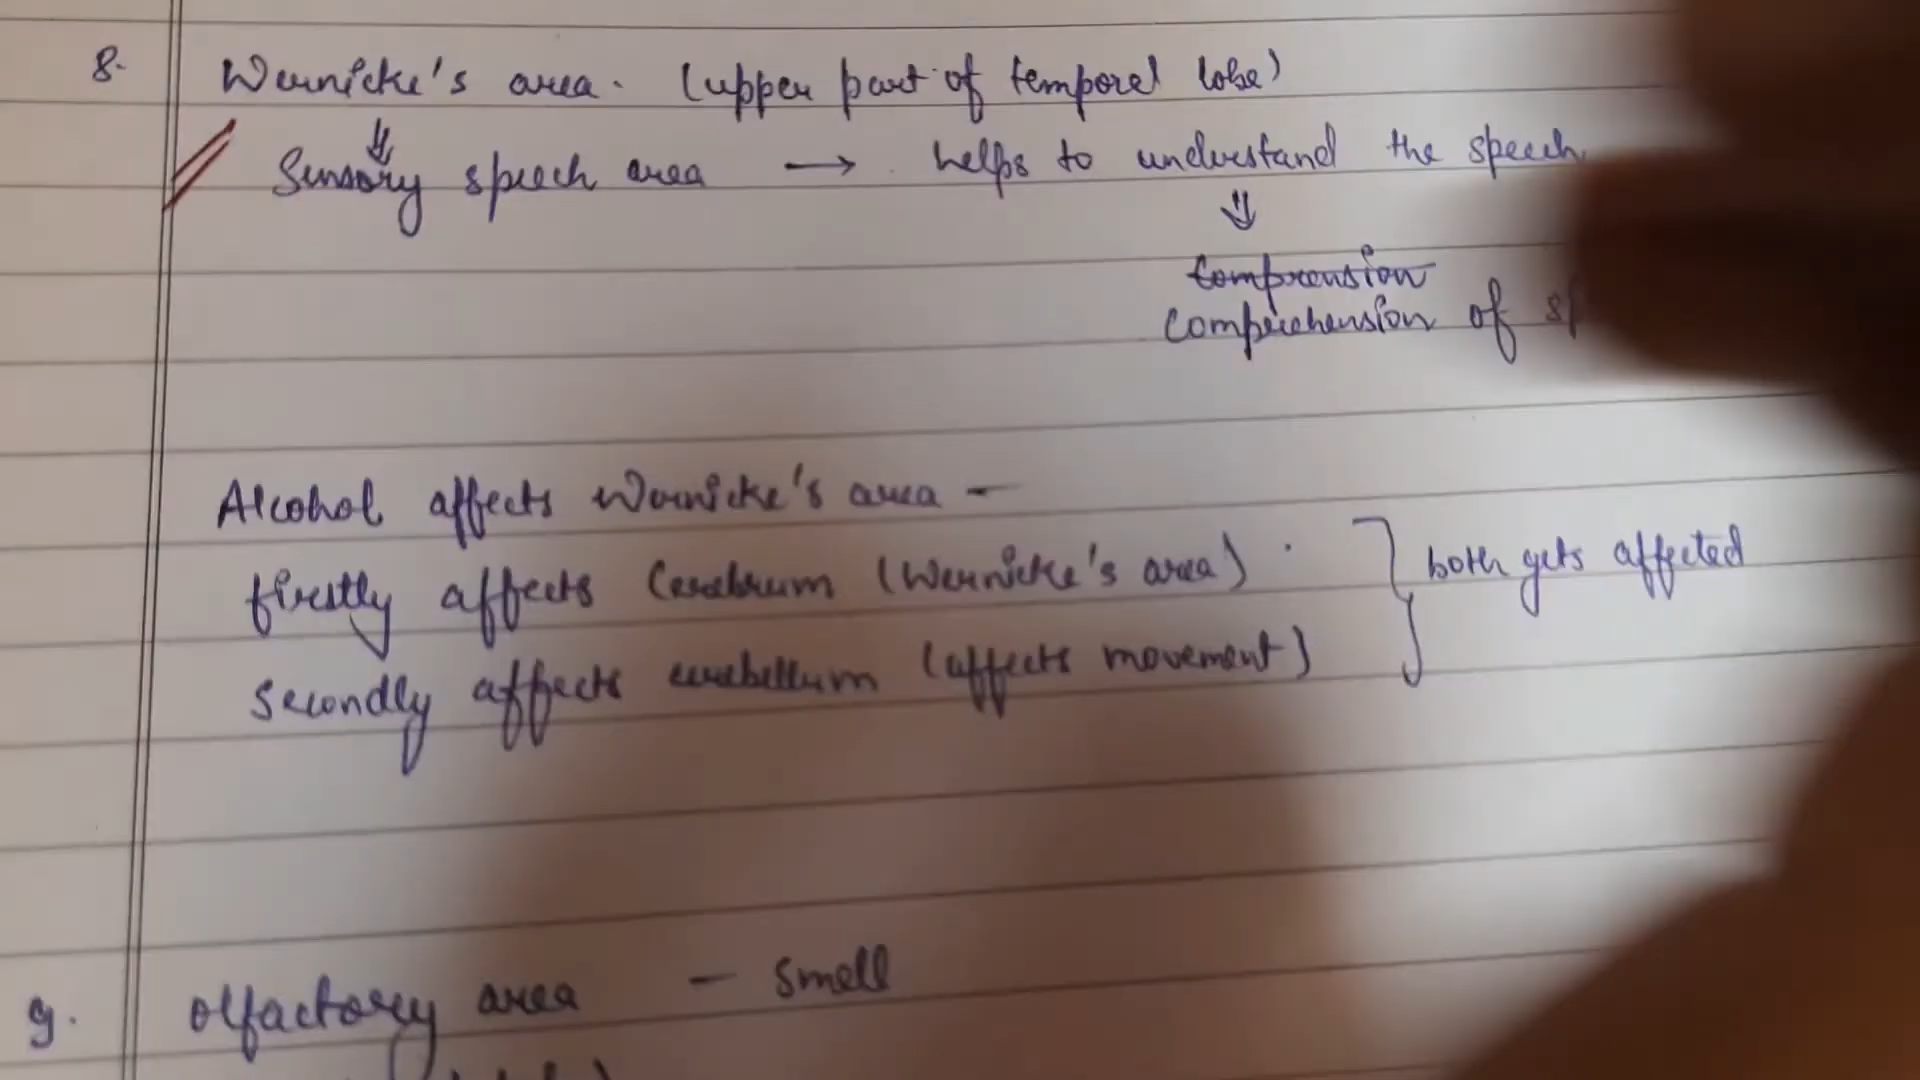 8. Wernicke's area. (upper part of temporal lobe)
⇓
Sensory speech area → helps to understand the speech
⇓
Comprension
Comprehension of
Alcohol affects Wernicke's area -
firstly affects Cerebrum (Wernicke's area)
secondly affects cerebellum (affects movement)
both gets affected
9. Olfactory area - smell